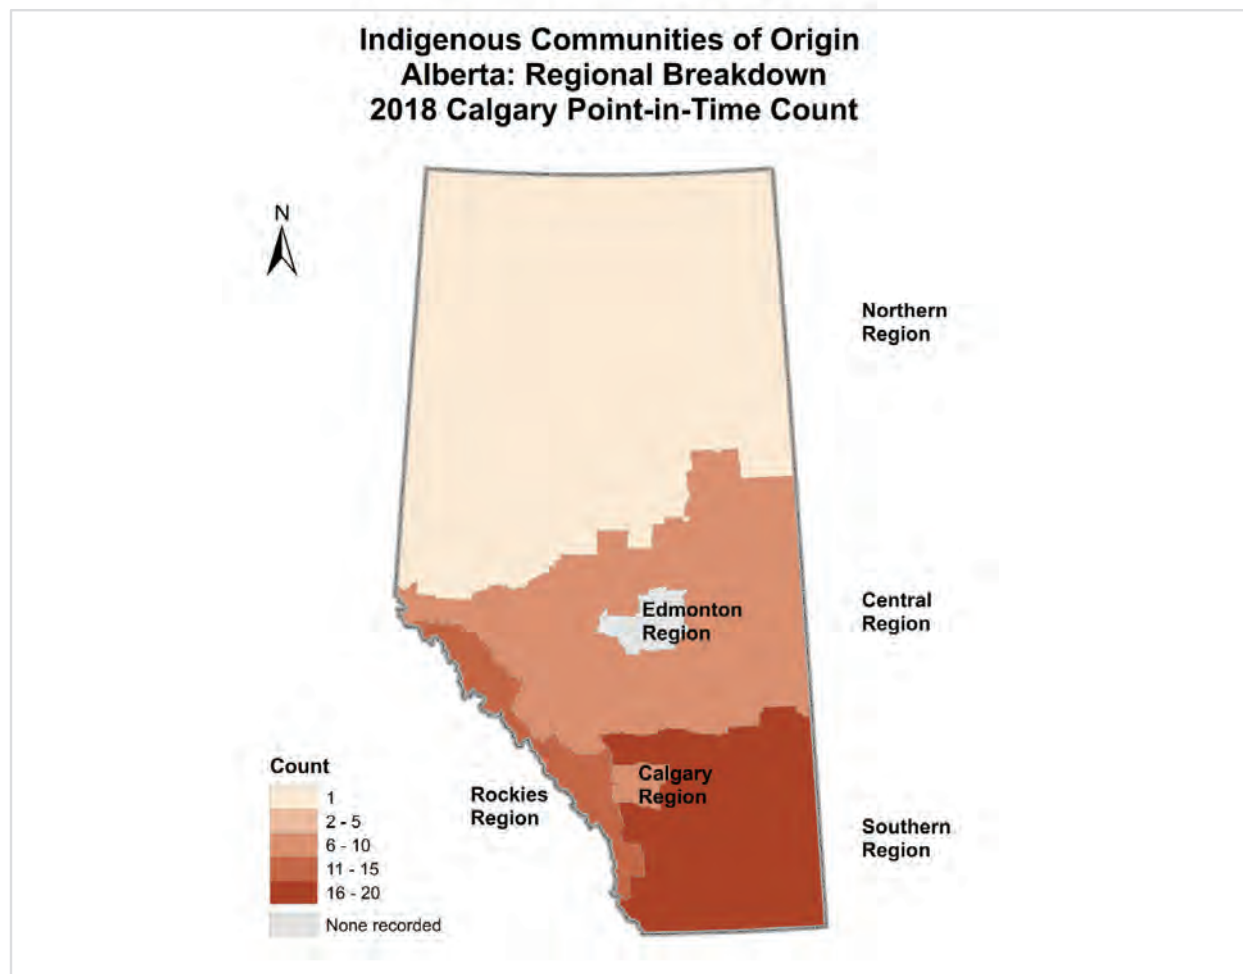 Indigenous Communities of Origin
Alberta: Regional Breakdown
2018 Calgary Point-in-Time Count
N
Northern
Region
Edmonton
Region
Central
Region
Calgary
Region
Rockies
Region
Southern
Region
Count
1
2 - 5
6 - 10
11 - 15
16 - 20
None recorded